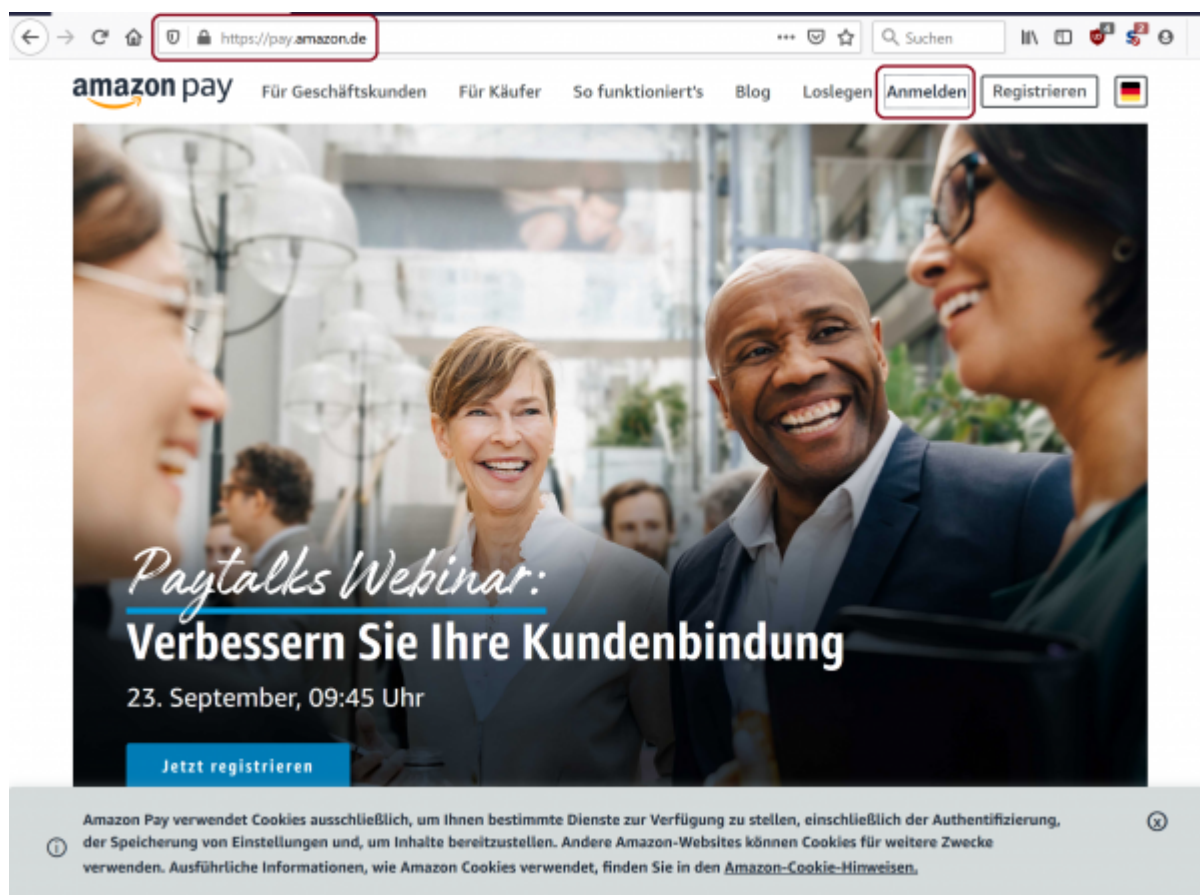 https://pay.amazon.de
Suchen
amazon pay Für Geschäftskunden Für Käufer So funktioniert's Blog Loslegen Anmelden Registrieren
Paytalks Webinar:
Verbessern Sie Ihre Kundenbindung
23. September, 09:45 Uhr
Jetzt registrieren
Amazon Pay verwendet Cookies ausschließlich, um Ihnen bestimmte Dienste zur Verfügung zu stellen, einschließlich der Authentifizierung,
der Speicherung von Einstellungen und, um Inhalte bereitzustellen. Andere Amazon-Websites können Cookies für weitere Zwecke
verwenden. Ausführliche Informationen, wie Amazon Cookies verwendet, finden Sie in den Amazon-Cookie-Hinweisen.